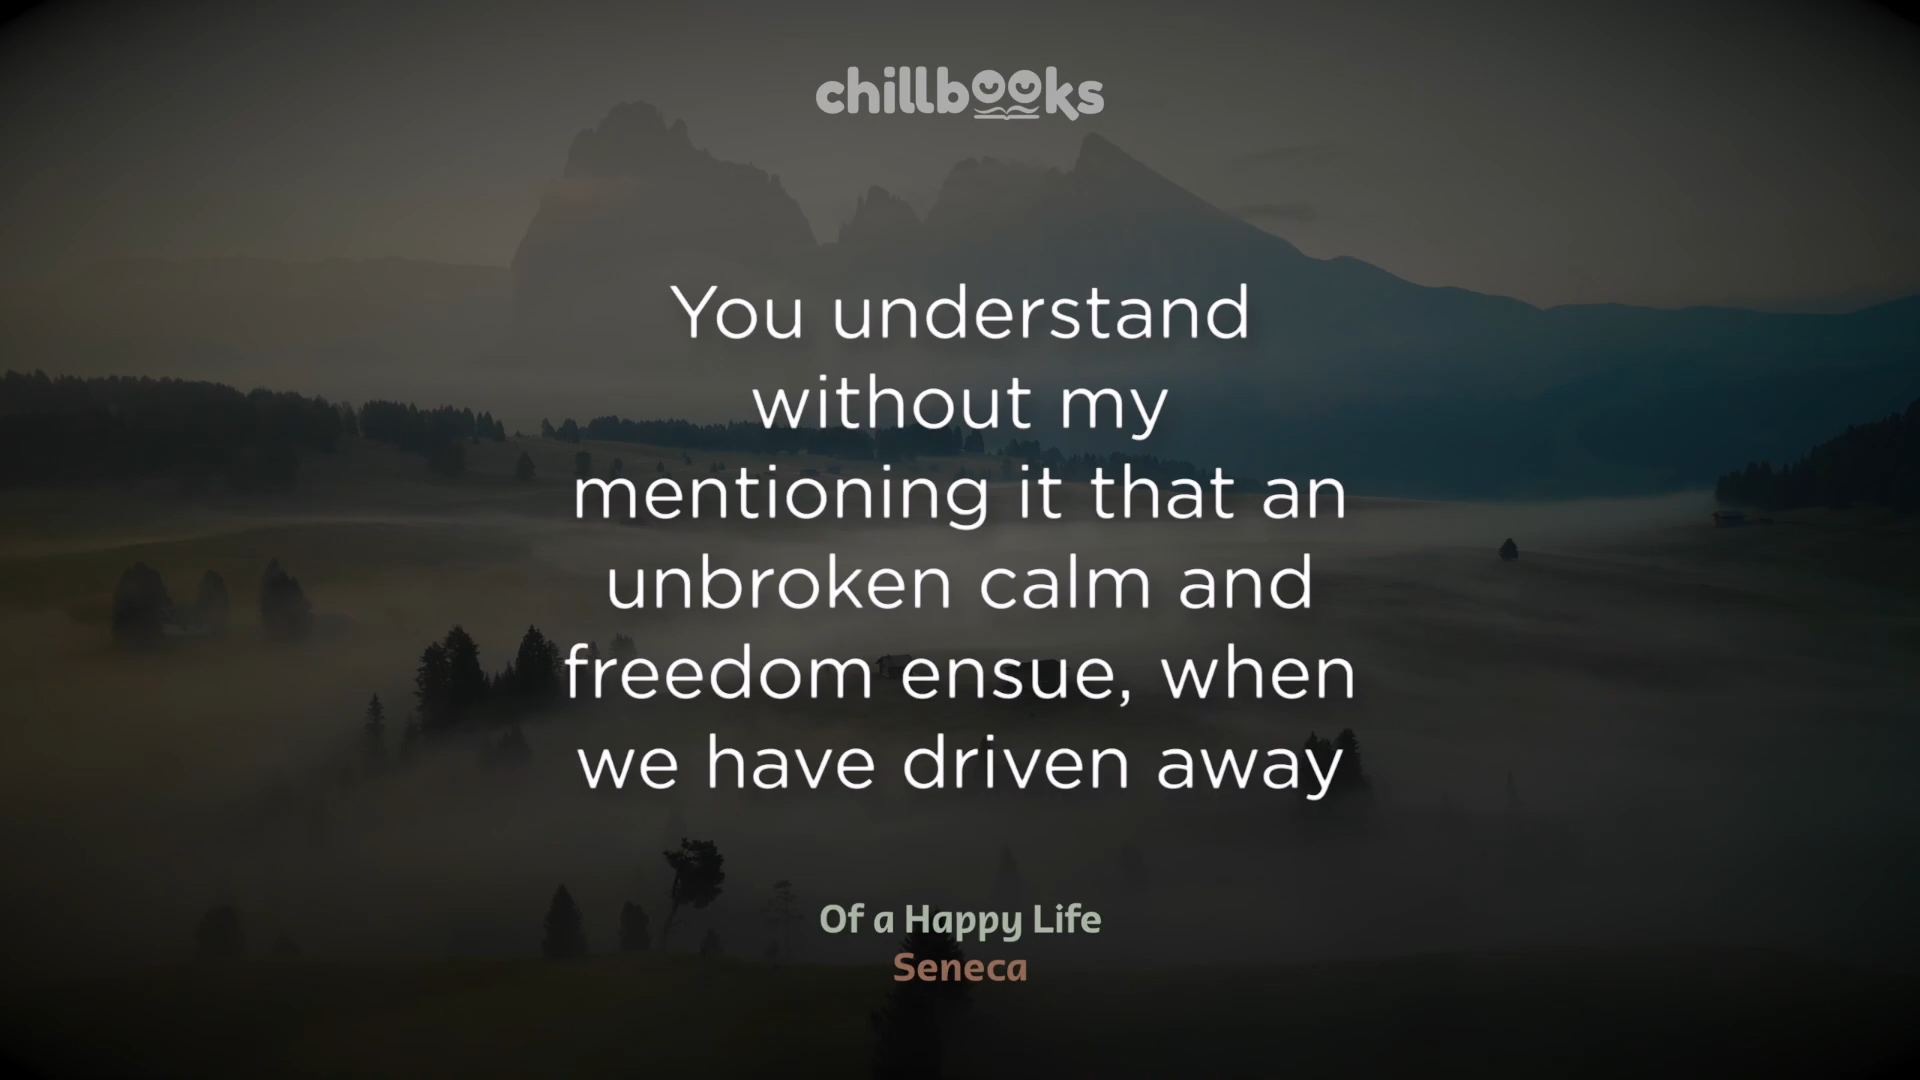 chillbooks
You understand
without my
mentioning it that an
unbroken calm and
freedom ensue, when
we have driven away
Of a Happy Life
Seneca